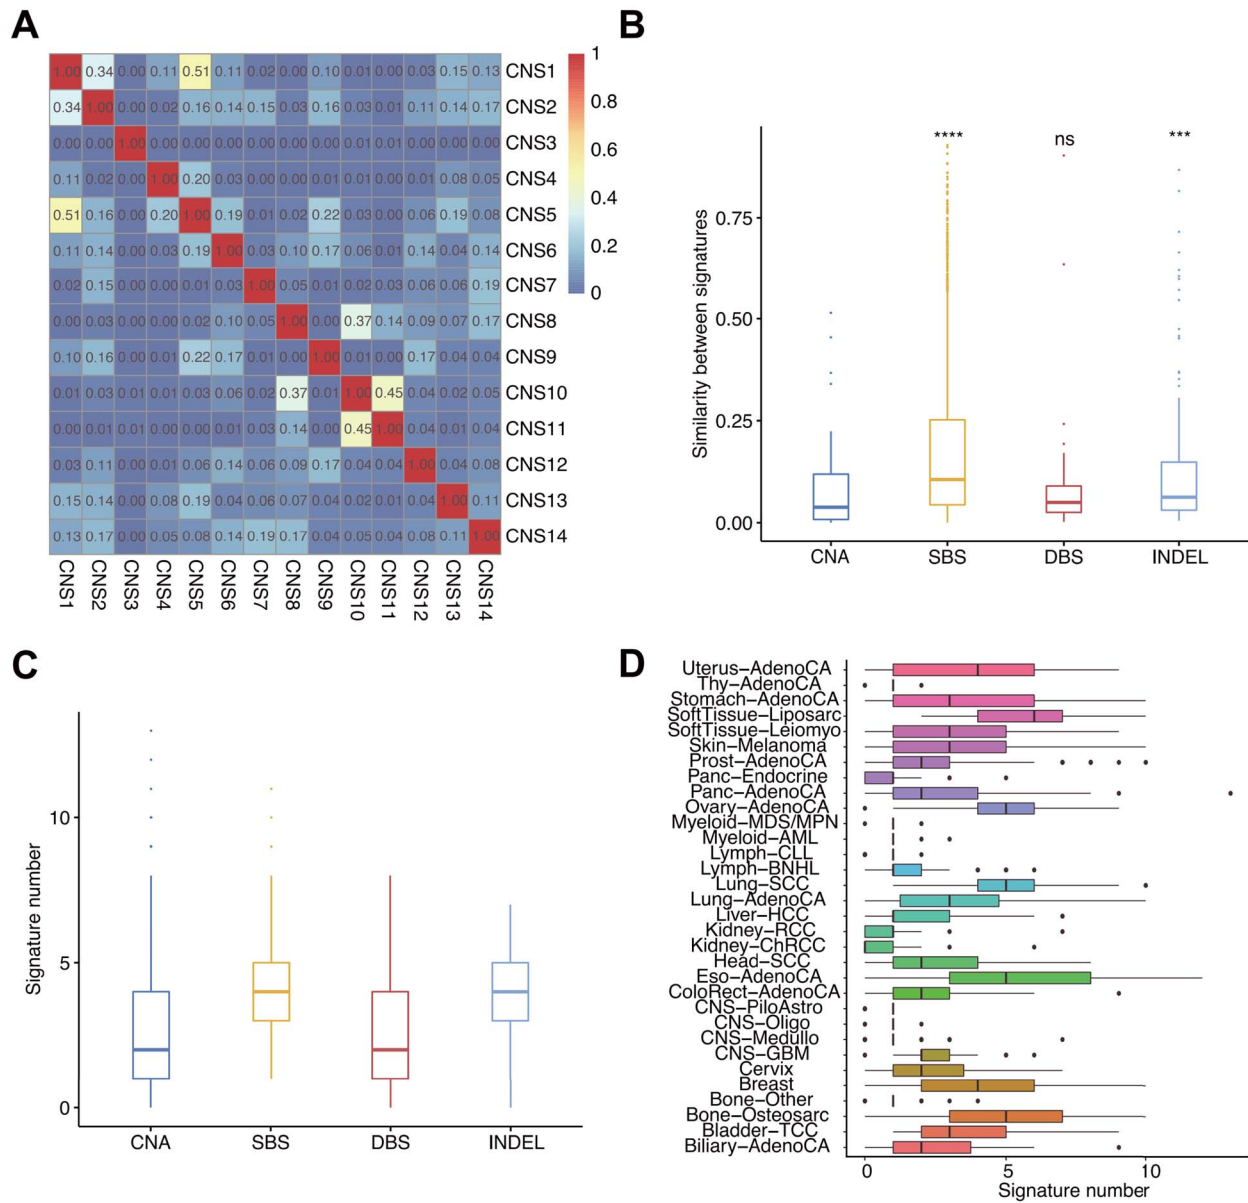 A
1.00 0.34 0.00 0.11 0.51 0.11 0.02 0.00 0.10 0.01 0.00 0.03 0.15 0.13 CNS1
0.34 1.00 0.00 0.02 0.16 0.14 0.15 0.03 0.16 0.03 0.01 0.11 0.14 0.17 CNS2
0.00 0.00 1.00 0.00 0.00 0.00 0.00 0.00 0.00 0.01 0.01 0.00 0.00 0.00 CNS3
0.11 0.02 0.00 1.00 0.20 0.03 0.00 0.00 0.01 0.01 0.00 0.01 0.08 0.05 CNS4
0.51 0.16 0.00 0.20 1.00 0.19 0.01 0.02 0.22 0.03 0.00 0.06 0.19 0.08 CNS5
0.11 0.14 0.00 0.03 0.19 1.00 0.03 0.10 0.17 0.06 0.01 0.14 0.04 0.14 CNS6
0.02 0.15 0.00 0.00 0.01 0.03 1.00 0.05 0.01 0.02 0.03 0.06 0.06 0.19 CNS7
0.00 0.03 0.00 0.00 0.02 0.10 0.05 1.00 0.00 0.37 0.14 0.09 0.07 0.17 CNS8
0.10 0.16 0.00 0.01 0.22 0.17 0.01 0.00 1.00 0.01 0.00 0.17 0.04 0.04 CNS9
0.01 0.03 0.01 0.01 0.03 0.06 0.02 0.37 0.01 1.00 0.45 0.04 0.02 0.05 CNS10
0.00 0.01 0.01 0.00 0.00 0.01 0.03 0.14 0.00 0.45 1.00 0.04 0.01 0.04 CNS11
0.03 0.11 0.00 0.01 0.06 0.14 0.06 0.09 0.17 0.04 0.04 1.00 0.04 0.08 CNS12
0.15 0.14 0.00 0.08 0.19 0.04 0.06 0.07 0.04 0.02 0.01 0.04 1.00 0.11 CNS13
0.13 0.17 0.00 0.05 0.08 0.14 0.19 0.17 0.04 0.05 0.04 0.08 0.11 1.00 CNS14
CNS1 CNS2 CNS3 CNS4 CNS5 CNS6 CNS7 CNS8 CNS9 CNS10 CNS11 CNS12 CNS13 CNS14
1
0.8
0.6
0.4
0.2
0
B
Similarity between signatures
**** ns ***
0.75
0.50
0.25
0.00
CNA SBS DBS INDEL
C
Signature number
10
5
0
CNA SBS DBS INDEL
D
Uterus–AdenoCA
Thy–AdenoCA
Stomach–AdenoCA
SoftTissue–Liposarc
SoftTissue–Leiomyo
Skin–Melanoma
Prost–AdenoCA
Panc–Endocrine
Panc–AdenoCA
Ovary–AdenoCA
Myeloid–MDS/MPN
Myeloid–AML
Lymph–CLL
Lymph–BNHL
Lung–SCC
Lung–AdenoCA
Liver–HCC
Kidney–RCC
Kidney–ChRCC
Head–SCC
Eso–AdenoCA
ColoRect–AdenoCA
CNS–PiloAstro
CNS–Oligo
CNS–Medullo
CNS–GBM
Cervix
Breast
Bone–Other
Bone–Osteosarc
Bladder–TCC
Biliary–AdenoCA
0 5 10
Signature number